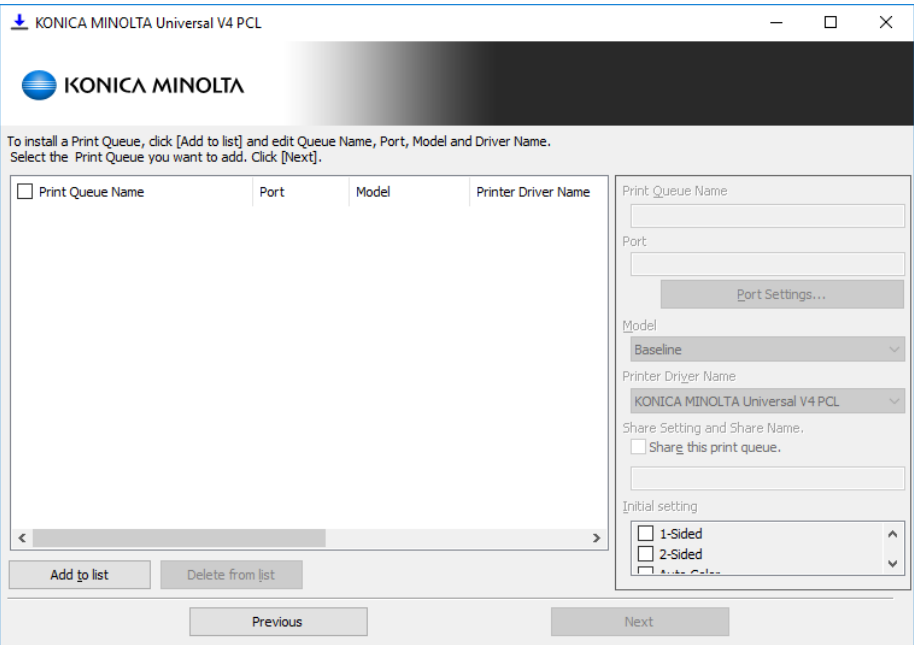 KONICA MINOLTA Universal V4 PCL
KONICA MINOLTA
To install a Print Queue, click [Add to list] and edit Queue Name, Port, Model and Driver Name.
Select the Print Queue you want to add. Click [Next].
Print Queue Name Port Model Printer Driver Name
Print Queue Name
Port
Port Settings...
Model
Baseline
Printer Driver Name
KONICA MINOLTA Universal V4 PCL
Share Setting and Share Name.
Share this print queue.
Initial setting
1-Sided
2-Sided
Auto Color
Add to list Delete from list
Previous Next